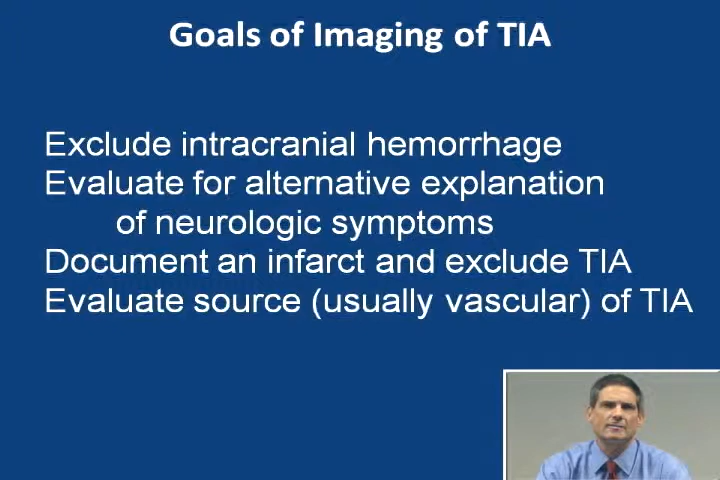 Goals of Imaging of TIA
Exclude intracranial hemorrhage
Evaluate for alternative explanation
of neurologic symptoms
Document an infarct and exclude TIA
Evaluate source (usually vascular) of TIA